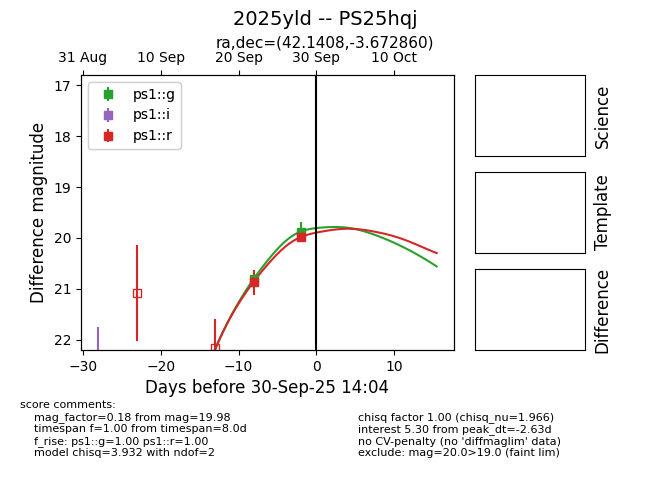 2025yld -- PS25hqj
ra,dec=(42.1408,-3.672860)
31 Aug
10 Sep
20 Sep
30 Sep
10 Oct
ps1::g
ps1::i
ps1::r
17
18
19
20
21
22
Difference magnitude
−30
−20
−10
0
10
Days before 30-Sep-25 14:04
Science
Template
Difference
score comments:
mag_factor=0.18 from mag=19.98
timespan f=1.00 from timespan=8.0d
f_rise: ps1::g=1.00 ps1::r=1.00
model chisq=3.932 with ndof=2
chisq factor 1.00 (chisq_nu=1.966)
interest 5.30 from peak_dt=-2.63d
no CV-penalty (no 'diffmaglim' data)
exclude: mag=20.0>19.0 (faint lim)